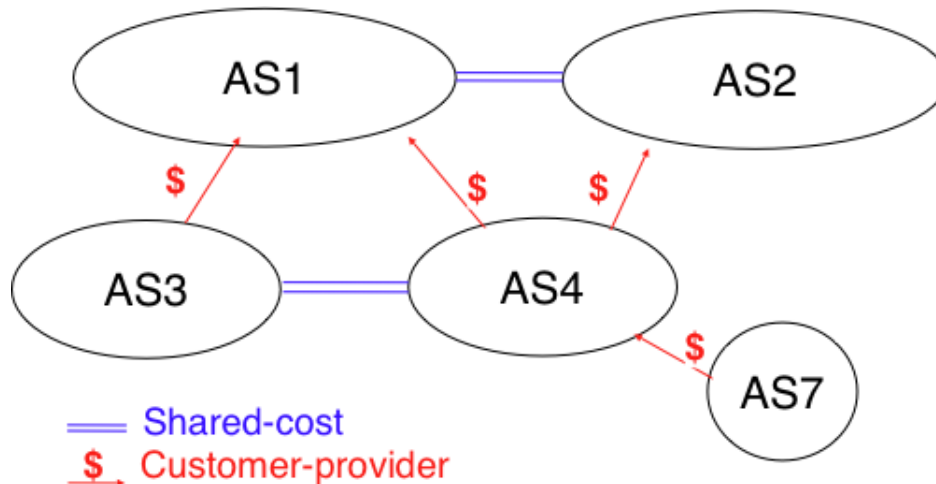 AS1
AS2
$
$
$
AS3
AS4
$
AS7
Shared-cost
$
Customer-provider